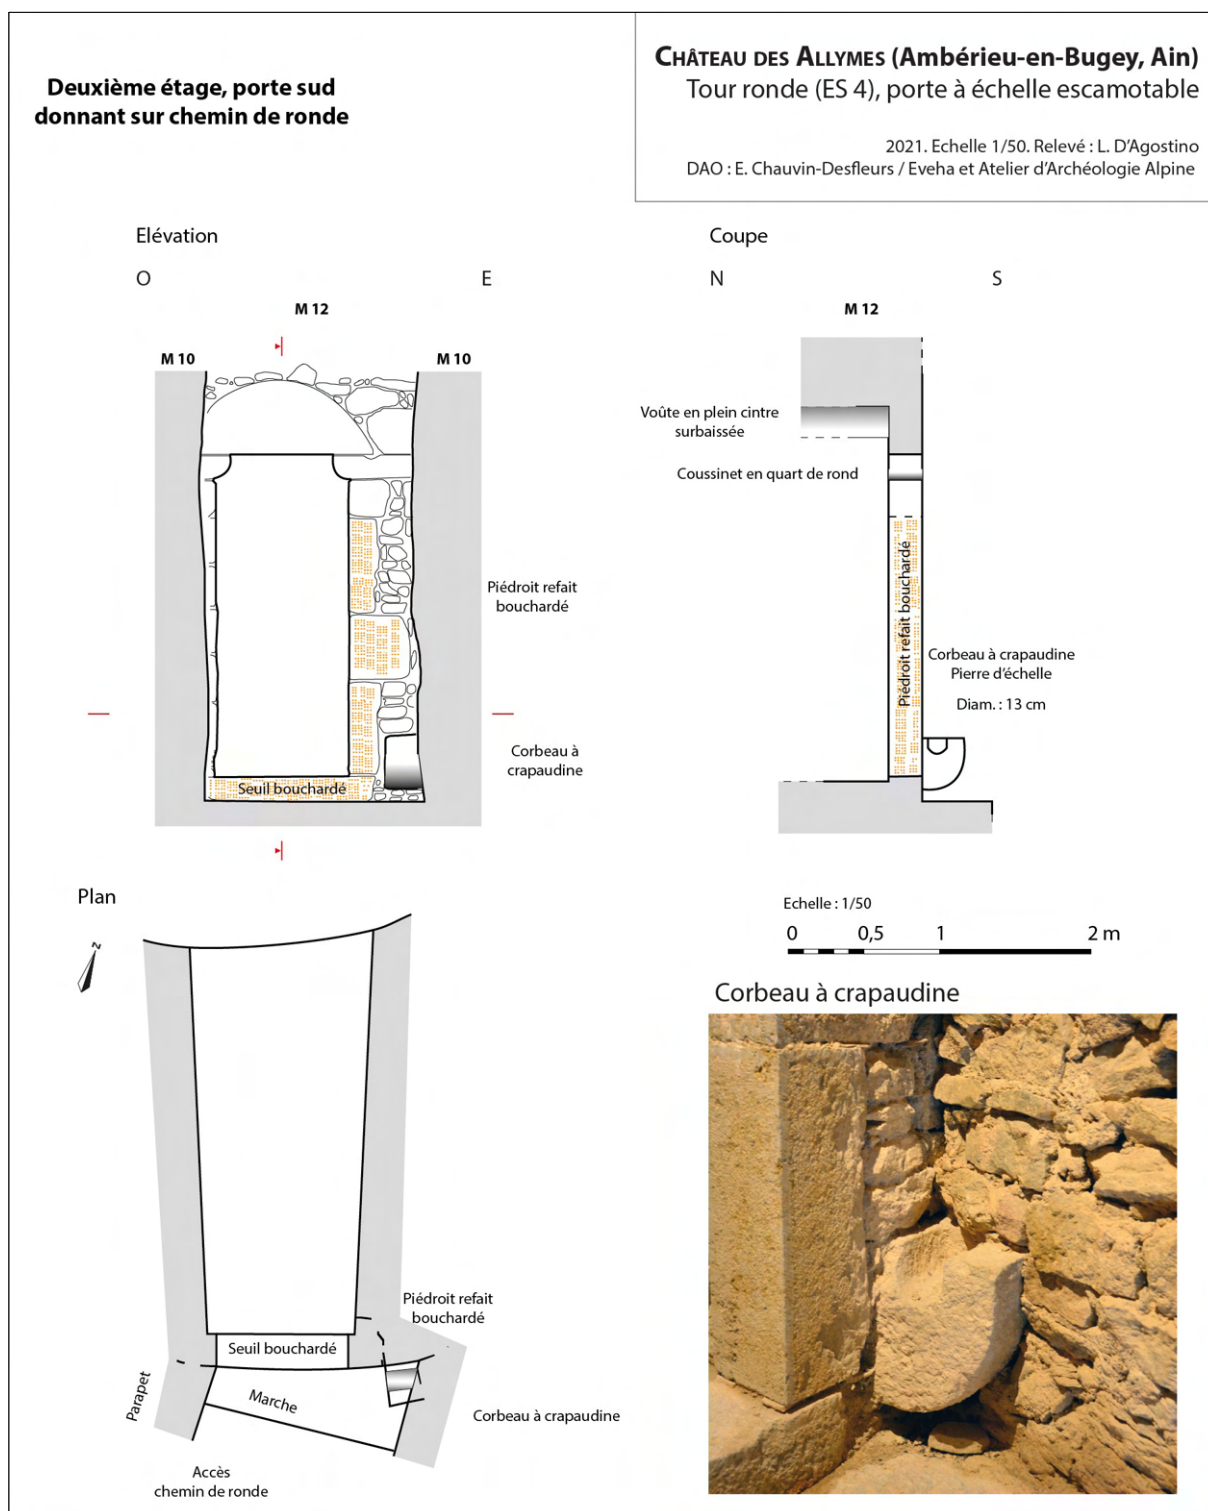 Deuxième étage, porte sud
donnant sur chemin de ronde
CHÂTEAU DES ALLYMES (Ambérieu-en-Bugey, Ain)
Tour ronde (ES 4), porte à échelle escamotable
2021. Echelle 1/50. Relevé : L. D'Agostino
DAO : E. Chauvin-Desfleurs / Eveha et Atelier d'Archéologie Alpine
Elévation
O
E
M 12
M 10
M 10
Piédroit refait
bouchardé
Corbeau à
crapaudine
Seuil bouchardé
Coupe
N
S
M 12
Voûte en plein cintre
surbaissée
Coussinet en quart de rond
Piédroit refait bouchardé
Corbeau à crapaudine
Pierre d'échelle
Diam. : 13 cm
Plan
N
Piédroit refait
bouchardé
Seuil bouchardé
Parapet
Marche
Corbeau à crapaudine
Accès
chemin de ronde
Echelle : 1/50
0 0,5 1 2 m
Corbeau à crapaudine